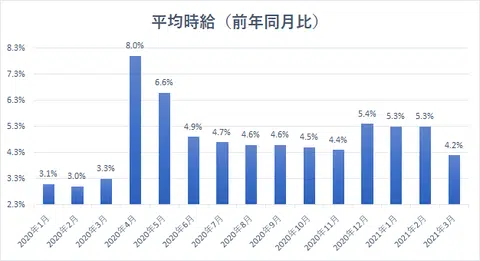 平均時給（前年同月比）
8.3%
7.3%
6.3%
5.3%
4.3%
3.3%
2.3%
3.1%
3.0%
3.3%
8.0%
6.6%
4.9%
4.7%
4.6%
4.6%
4.5%
4.4%
5.4%
5.3%
5.3%
4.2%
2020年1月
2020年2月
2020年3月
2020年4月
2020年5月
2020年6月
2020年7月
2020年8月
2020年9月
2020年10月
2020年11月
2020年12月
2021年1月
2021年2月
2021年3月